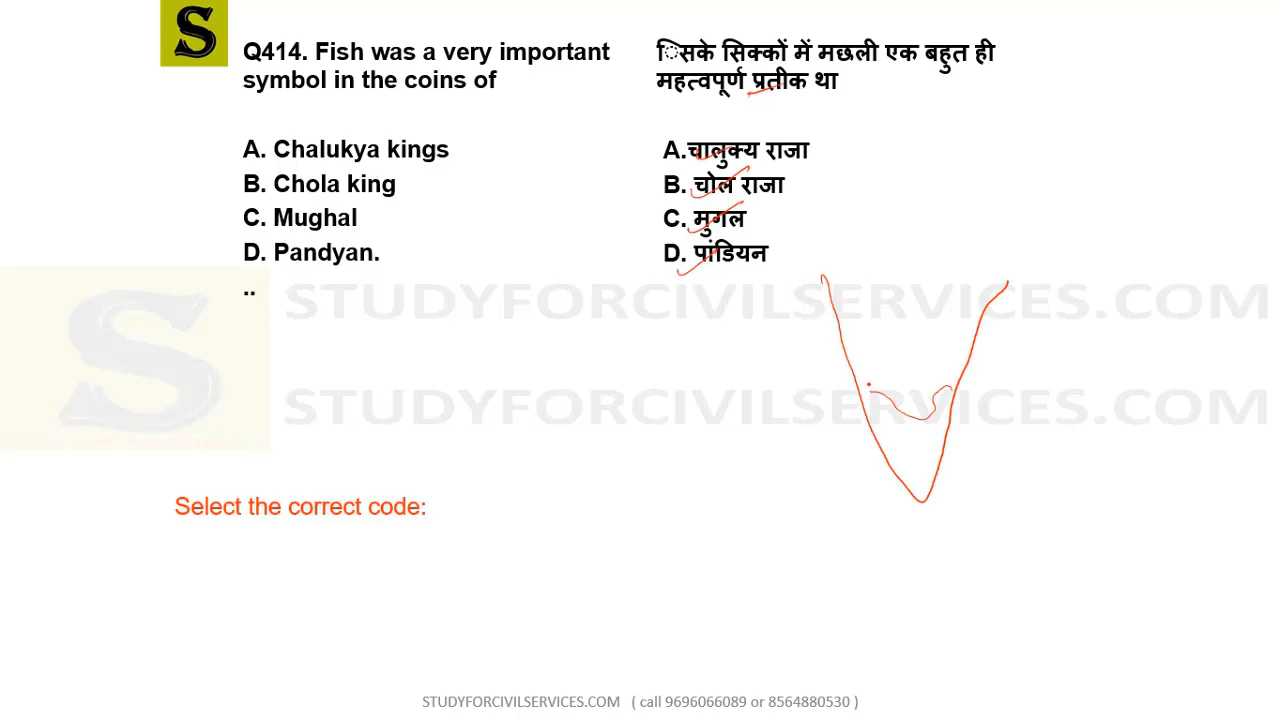 S
Q414. Fish was a very important
symbol in the coins of
A. Chalukya kings
B. Chola king
C. Mughal
D. Pandyan.
..
िसके सिक्कों में मछली एक बहुत ही
महत्वपूर्ण प्रतीक था
A.चालुक्य राजा
B. चोल राजा
C. मुगल
D. पांडियन
S
STUDYFORCIVILSERVICES.COM
STUDYFORCIVILSERVICES.COM
Select the correct code:
STUDYFORCIVILSERVICES.COM ( call 9696066089 or 8564880530 )